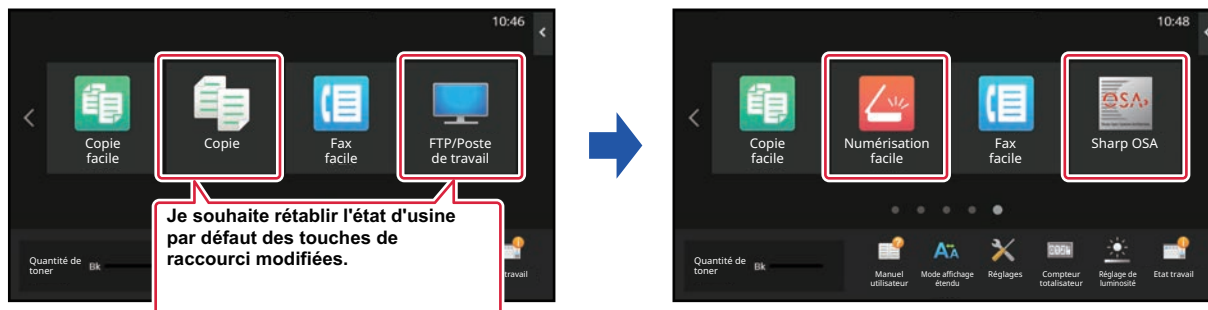 10:46
Copie
facile
Copie
Fax
facile
FTP/Poste
de travail
Je souhaite rétablir l'état d'usine
par défaut des touches de
raccourci modifiées.
Quantité de
toner
Bk
travail
10:48
Copie
facile
Numérisation
facile
Fax
facile
OSA
Sharp OSA
Quantité de
toner
Bk
Manuel
utilisateur
Mode affichage
étendu
Réglages
Compteur
totalisateur
Réglage de
luminosité
Etat travail